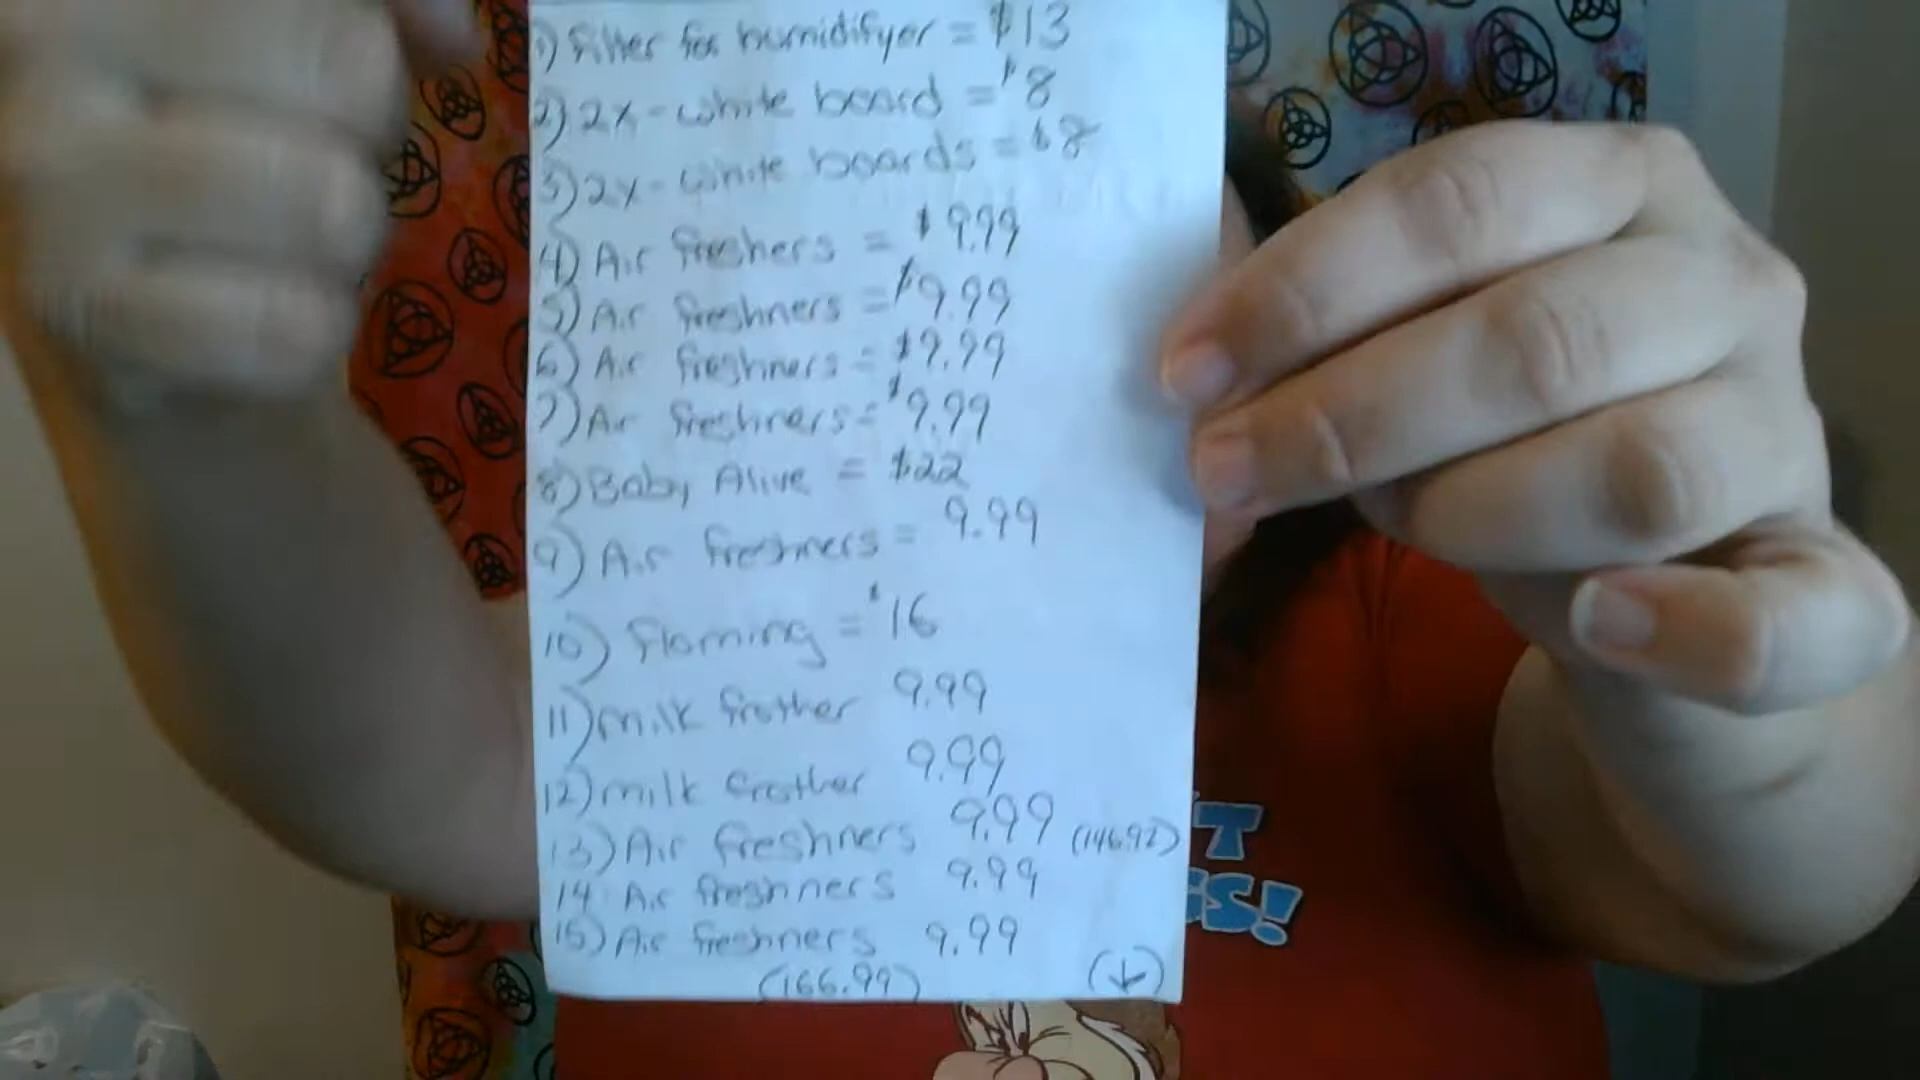 1) Filter for humidifyer = $13
2) 2x - white board = $8
3) 2x - white boards = $8
4) Air freshers = $9.99
5) Air freshners = $9.99
6) Air freshners = $9.99
7) Air freshners = $9.99
8) Baby Alive = $22
9) Air freshners = 9.99
10) Flaming = $16
11) milk frother 9.99
12) milk frother 9.99
13) Air freshners 9.99 (146.92)
14. Air freshners 9.99
15) Air freshners 9.99
(166.99) (↓)